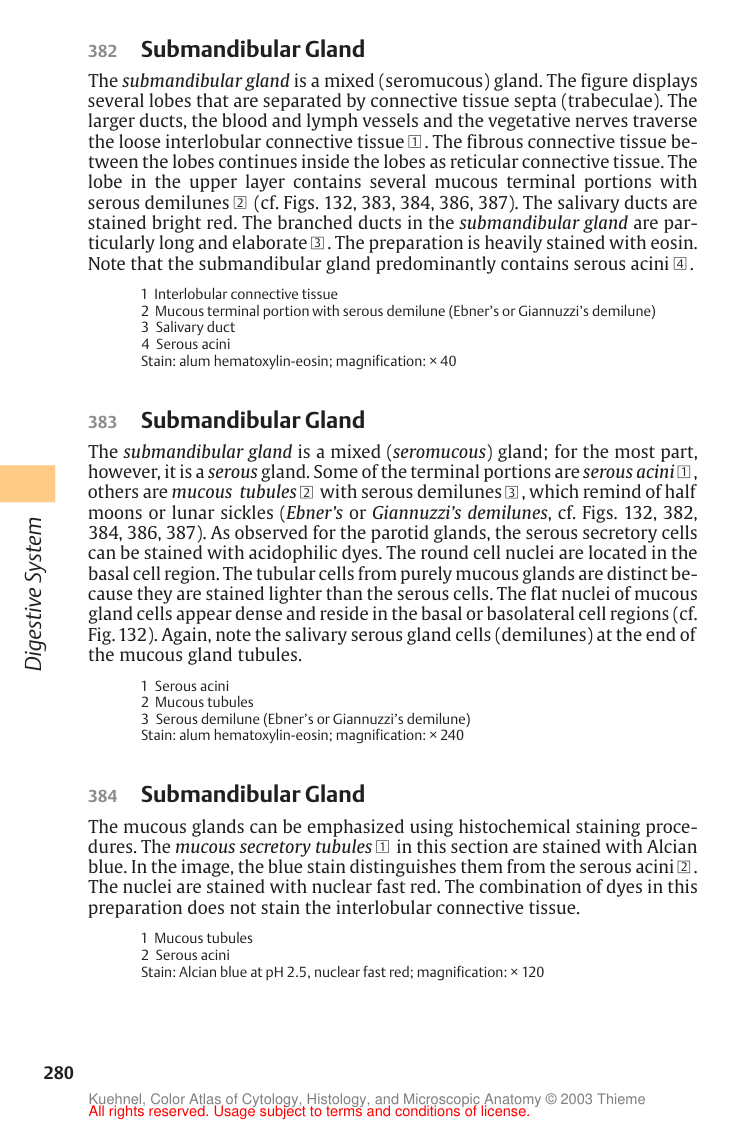 382 Submandibular Gland
The submandibular gland is a mixed (seromucous) gland. The figure displays
several lobes that are separated by connective tissue septa (trabeculae). The
larger ducts, the blood and lymph vessels and the vegetative nerves traverse
the loose interlobular connective tissue 1. The fibrous connective tissue be-
tween the lobes continues inside the lobes as reticular connective tissue. The
lobe in the upper layer contains several mucous terminal portions with
serous demilunes 2 (cf. Figs. 132, 383, 384, 386, 387). The salivary ducts are
stained bright red. The branched ducts in the submandibular gland are par-
ticularly long and elaborate 3. The preparation is heavily stained with eosin.
Note that the submandibular gland predominantly contains serous acini 4.
1 Interlobular connective tissue
2 Mucous terminal portion with serous demilune (Ebner's or Giannuzzi's demilune)
3 Salivary duct
4 Serous acini
Stain: alum hematoxylin-eosin; magnification: × 40
383 Submandibular Gland
The submandibular gland is a mixed (seromucous) gland; for the most part,
however, it is a serous gland. Some of the terminal portions are serous acini 1,
others are mucous tubules 2 with serous demilunes 3, which remind of half
moons or lunar sickles (Ebner's or Giannuzzi's demilunes, cf. Figs. 132, 382,
384, 386, 387). As observed for the parotid glands, the serous secretory cells
can be stained with acidophilic dyes. The round cell nuclei are located in the
basal cell region. The tubular cells from purely mucous glands are distinct be-
cause they are stained lighter than the serous cells. The flat nuclei of mucous
gland cells appear dense and reside in the basal or basolateral cell regions (cf.
Fig. 132). Again, note the salivary serous gland cells (demilunes) at the end of
the mucous gland tubules.
1 Serous acini
2 Mucous tubules
3 Serous demilune (Ebner's or Giannuzzi's demilune)
Stain: alum hematoxylin-eosin; magnification: × 240
Digestive System
384 Submandibular Gland
The mucous glands can be emphasized using histochemical staining proce-
dures. The mucous secretory tubules 1 in this section are stained with Alcian
blue. In the image, the blue stain distinguishes them from the serous acini 2.
The nuclei are stained with nuclear fast red. The combination of dyes in this
preparation does not stain the interlobular connective tissue.
1 Mucous tubules
2 Serous acini
Stain: Alcian blue at pH 2.5, nuclear fast red; magnification: × 120
280
Kuehnel, Color Atlas of Cytology, Histology, and Microscopic Anatomy © 2003 Thieme
All rights reserved. Usage subject to terms and conditions of license.